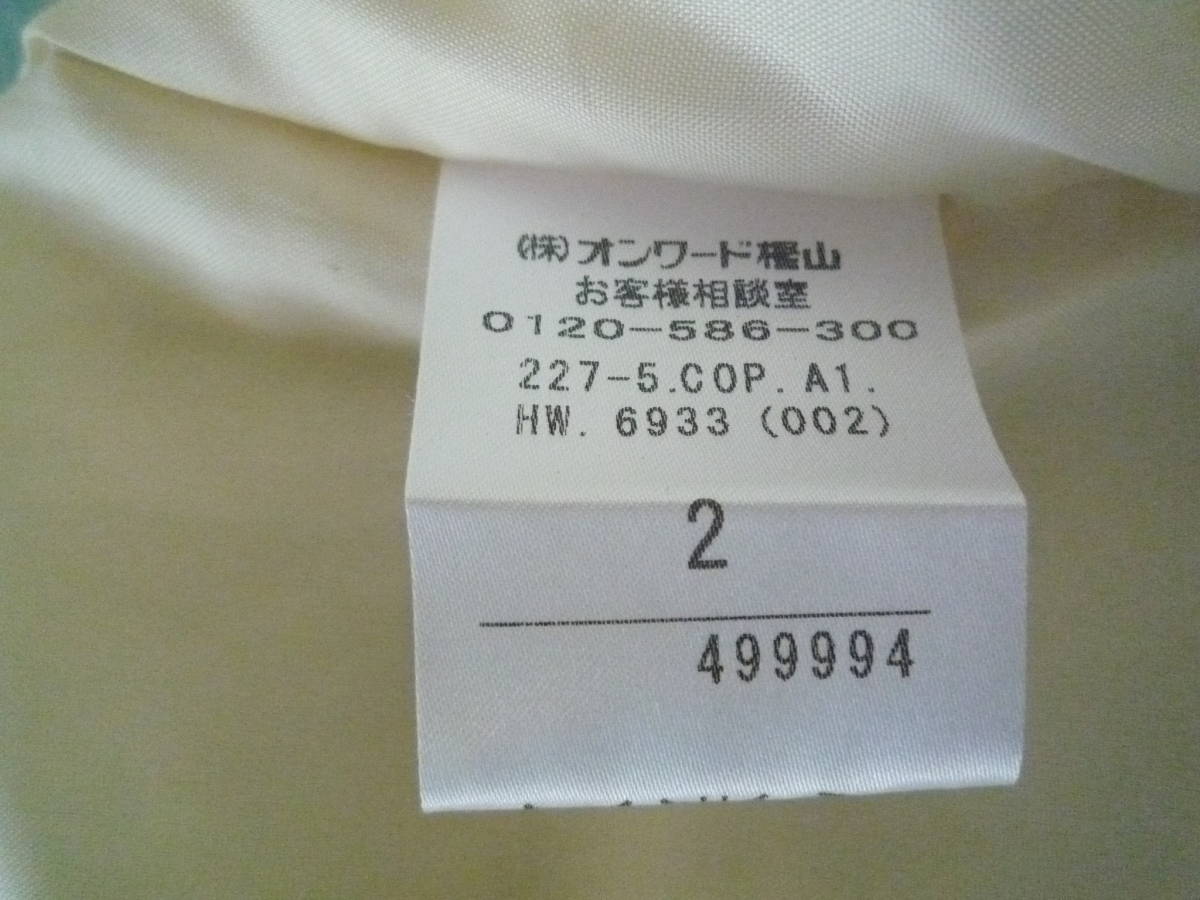 (株)オンワード樫山
お客様相談室
0120-586-300
227-5.COP.A1.
HW. 6933 (002)
2
499994